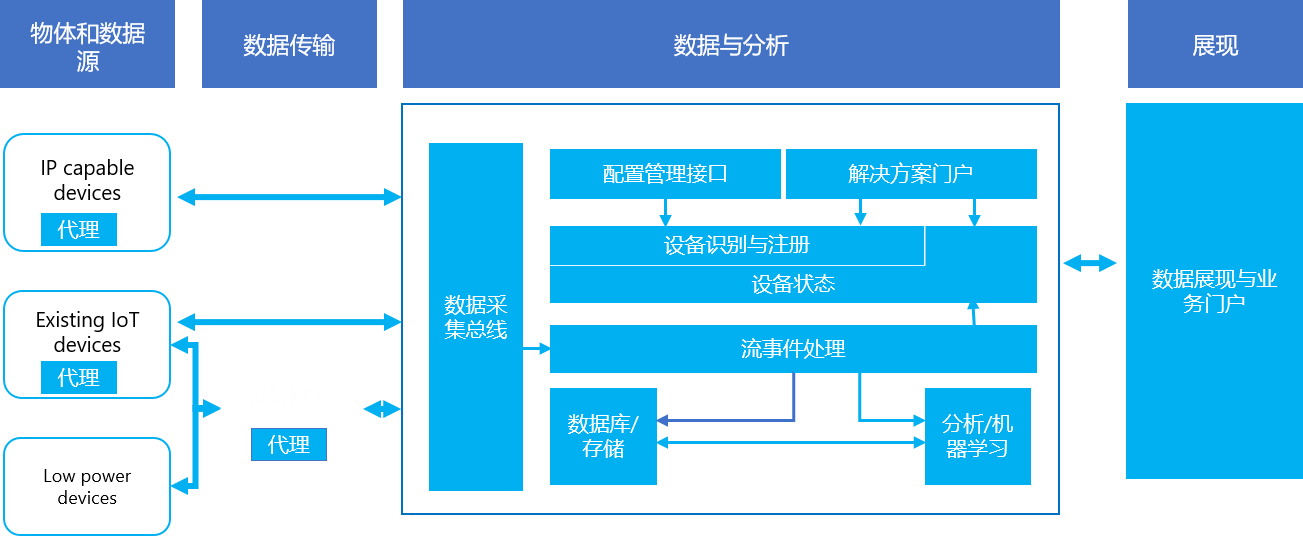 物体和数据
源
数据传输
数据与分析
展现
IP capable
devices
代理
Existing IoT
devices
代理
Low power
devices
代理
数据采
集总线
配置管理接口
解决方案门户
设备识别与注册
设备状态
流事件处理
数据库/
存储
分析/机
器学习
数据展现与业
务门户